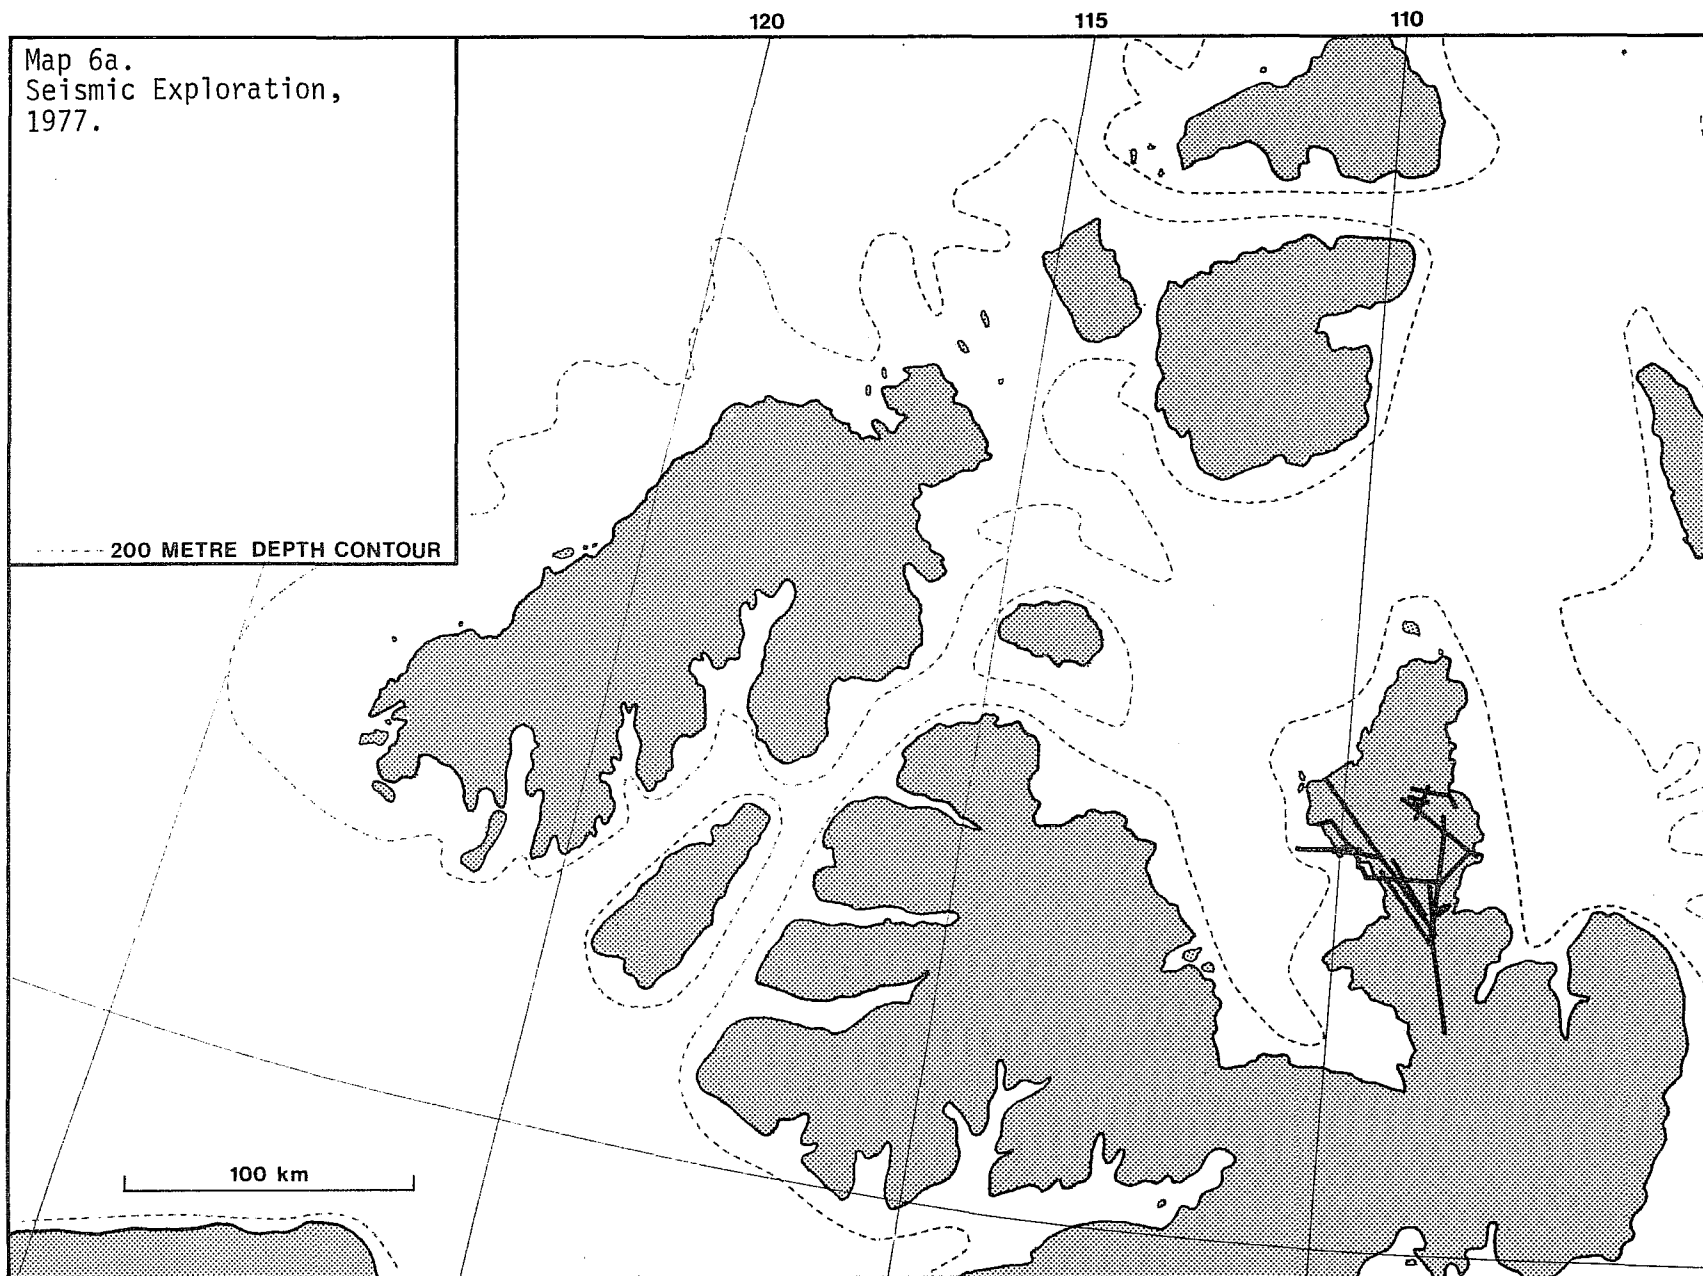 120 115 110
Map 6a.
Seismic Exploration,
1977.
200 METRE DEPTH CONTOUR
100 km